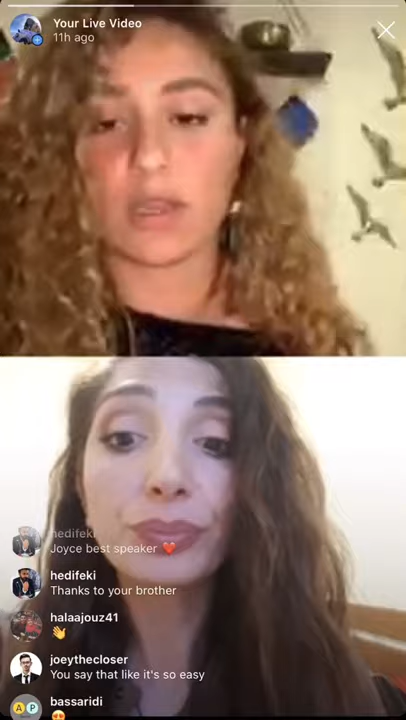 Your Live Video
11h ago
hedifeki
Joyce best speaker ❤️
hedifeki
Thanks to your brother
halaajouz41
👋
joeythecloser
You say that like it's so easy
A P
bassaridi
😍